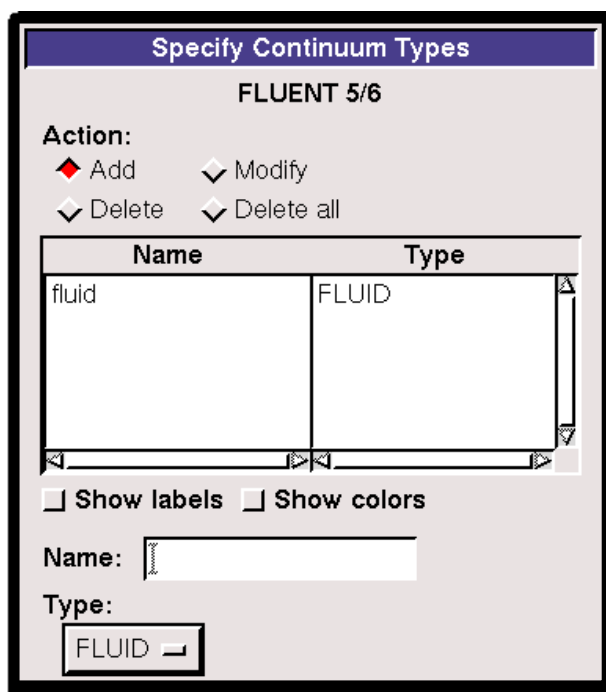 Specify Continuum Types
FLUENT 5/6
Action:
Add Modify
Delete Delete all
Name Type
fluid FLUID
Show labels Show colors
Name:
Type:
FLUID